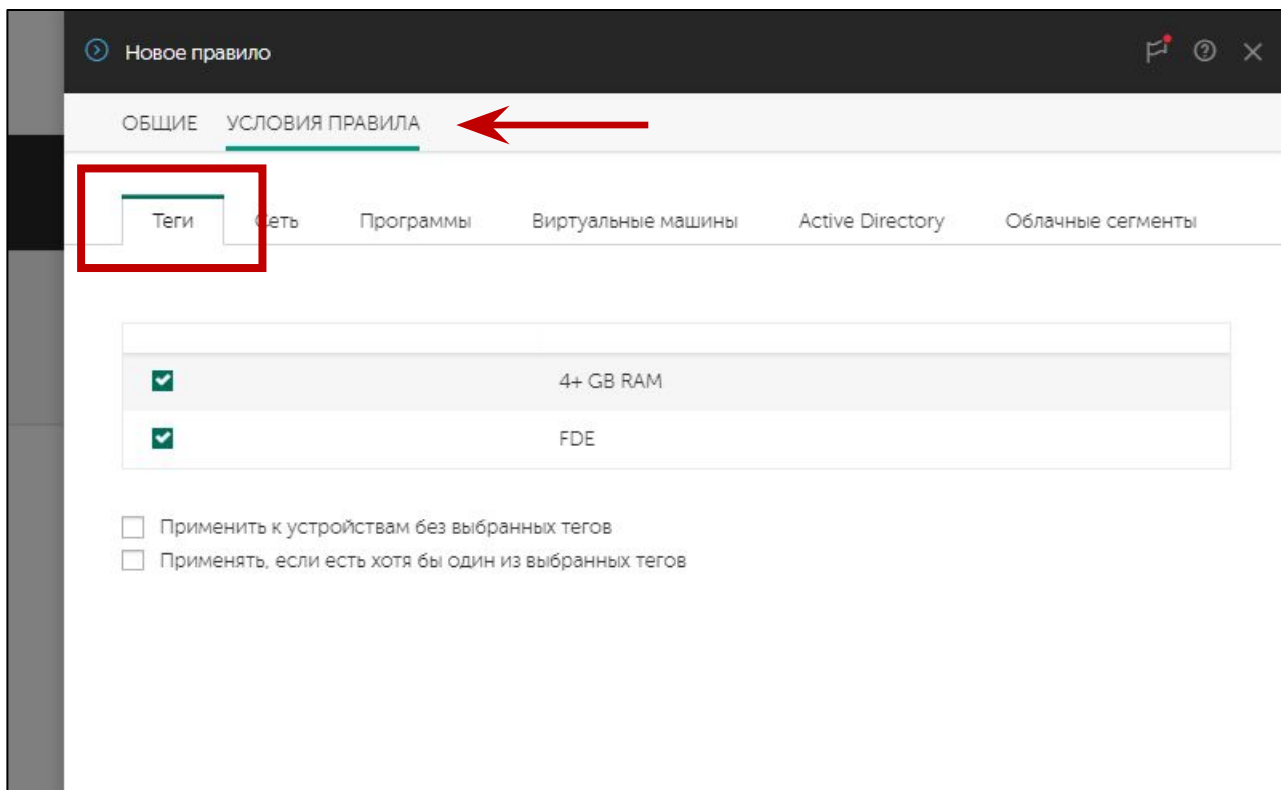 Новое правило
ОБЩИЕ УСЛОВИЯ ПРАВИЛА
Теги Сеть Программы Виртуальные машины Active Directory Облачные сегменты
4+ GB RAM
FDE
Применить к устройствам без выбранных тегов
Применять, если есть хотя бы один из выбранных тегов